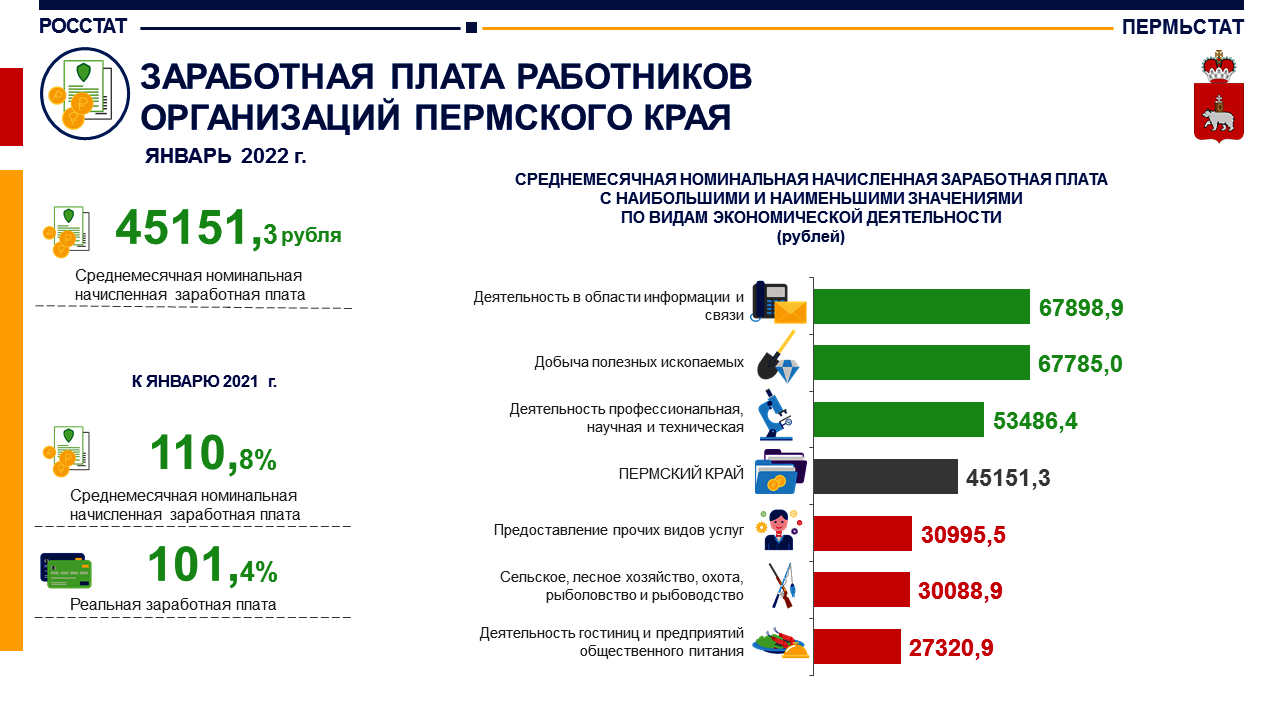 РОССТАТ
ПЕРМЬСТАТ
ЗАРАБОТНАЯ ПЛАТА РАБОТНИКОВ
ОРГАНИЗАЦИЙ ПЕРМСКОГО КРАЯ
ЯНВАРЬ 2022 г.
45151,3 рубля
Среднемесячная номинальная
начисленная заработная плата
К ЯНВАРЮ 2021 г.
110,8%
Среднемесячная номинальная
начисленная заработная плата
101,4%
Реальная заработная плата
СРЕДНЕМЕСЯЧНАЯ НОМИНАЛЬНАЯ НАЧИСЛЕННАЯ ЗАРАБОТНАЯ ПЛАТА
С НАИБОЛЬШИМИ И НАИМЕНЬШИМИ ЗНАЧЕНИЯМИ
ПО ВИДАМ ЭКОНОМИЧЕСКОЙ ДЕЯТЕЛЬНОСТИ
(рублей)
Деятельность в области информации и
связи
67898,9
Добыча полезных ископаемых
67785,0
Деятельность профессиональная,
научная и техническая
53486,4
ПЕРМСКИЙ КРАЙ
45151,3
Предоставление прочих видов услуг
30995,5
Сельское, лесное хозяйство, охота,
рыболовство и рыбоводство
30088,9
Деятельность гостиниц и предприятий
общественного питания
27320,9